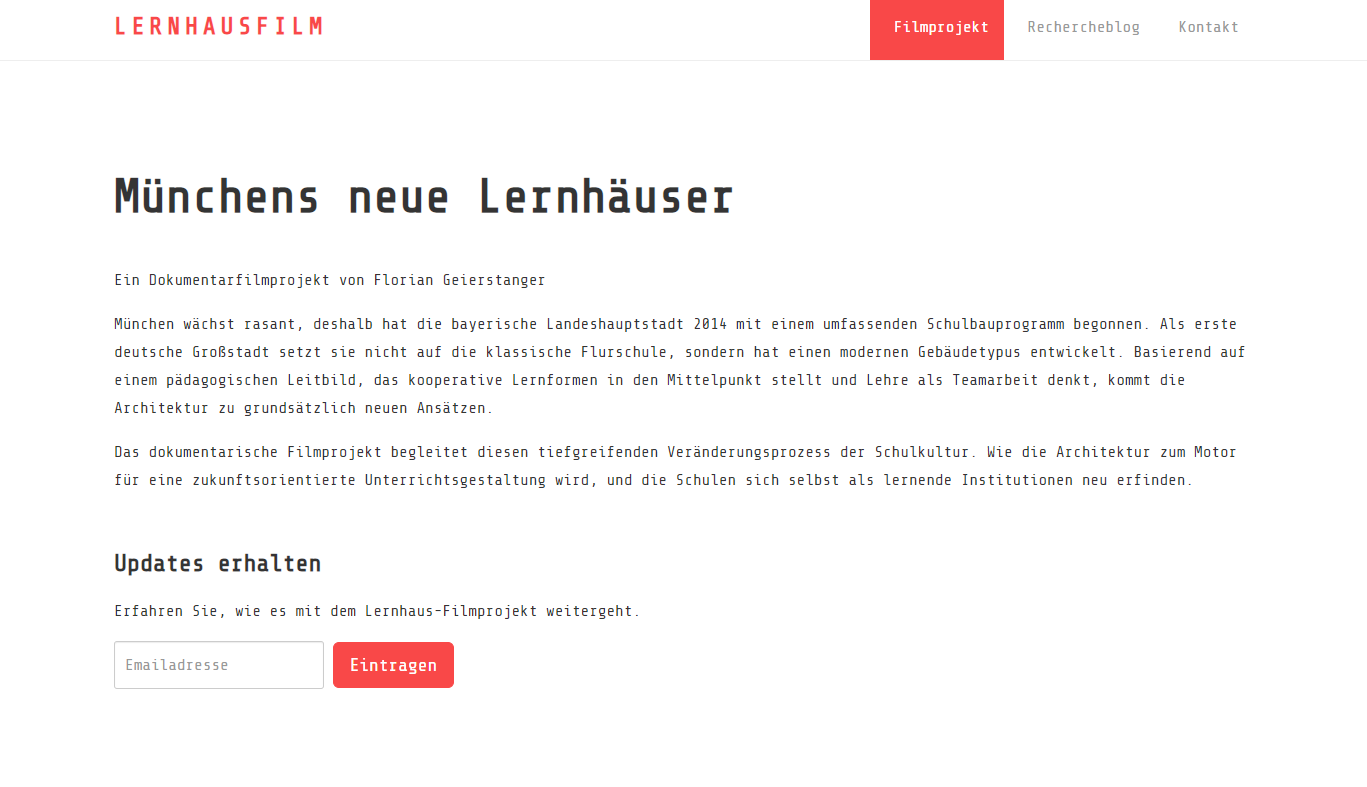 LERNHAUSFILM
Filmprojekt
Rechercheblog
Kontakt
Münchens neue Lernhäuser
Ein Dokumentarfilmprojekt von Florian Geierstanger
München wächst rasant, deshalb hat die bayerische Landeshauptstadt 2014 mit einem umfassenden Schulbauprogramm begonnen. Als erste
deutsche Großstadt setzt sie nicht auf die klassische Flurschule, sondern hat einen modernen Gebäudetypus entwickelt. Basierend auf
einem pädagogischen Leitbild, das kooperative Lernformen in den Mittelpunkt stellt und Lehre als Teamarbeit denkt, kommt die
Architektur zu grundsätzlich neuen Ansätzen.
Das dokumentarische Filmprojekt begleitet diesen tiefgreifenden Veränderungsprozess der Schulkultur. Wie die Architektur zum Motor
für eine zukunftsorientierte Unterrichtsgestaltung wird, und die Schulen sich selbst als lernende Institutionen neu erfinden.
Updates erhalten
Erfahren Sie, wie es mit dem Lernhaus-Filmprojekt weitergeht.
Emailadresse
Eintragen